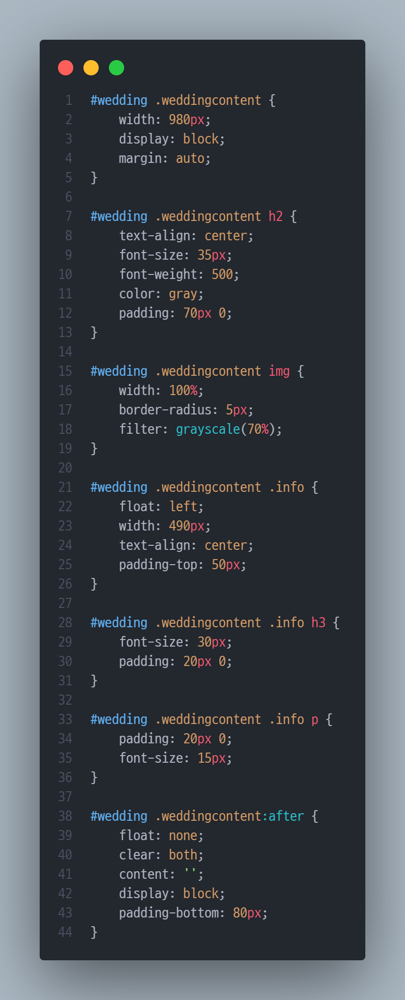 1 #wedding .weddingcontent {
2     width: 980px;
3     display: block;
4     margin: auto;
5 }
6
7 #wedding .weddingcontent h2 {
8     text-align: center;
9     font-size: 35px;
10     font-weight: 500;
11     color: gray;
12     padding: 70px 0;
13 }
14
15 #wedding .weddingcontent img {
16     width: 100%;
17     border-radius: 5px;
18     filter: grayscale(70%);
19 }
20
21 #wedding .weddingcontent .info {
22     float: left;
23     width: 490px;
24     text-align: center;
25     padding-top: 50px;
26 }
27
28 #wedding .weddingcontent .info h3 {
29     font-size: 30px;
30     padding: 20px 0;
31 }
32
33 #wedding .weddingcontent .info p {
34     padding: 20px 0;
35     font-size: 15px;
36 }
37
38 #wedding .weddingcontent:after {
39     float: none;
40     clear: both;
41     content: '';
42     display: block;
43     padding-bottom: 80px;
44 }